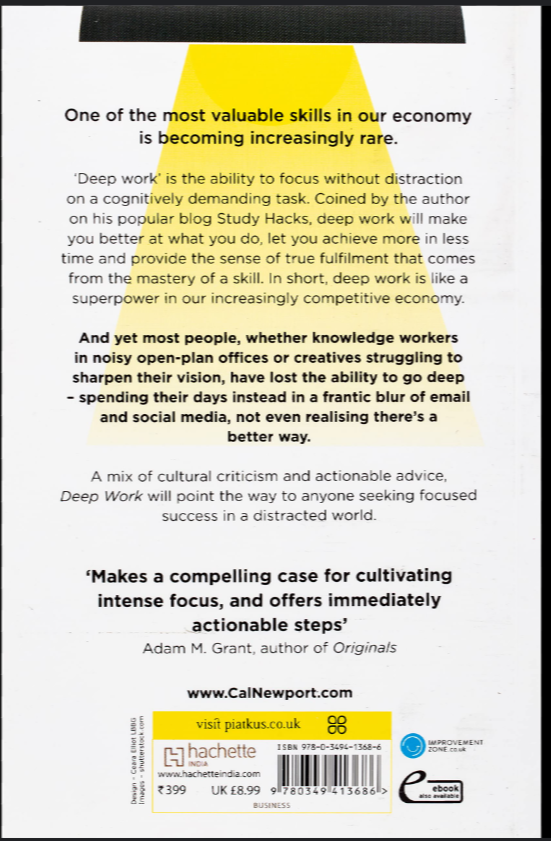 One of the most valuable skills in our economy
is becoming increasingly rare.
'Deep work' is the ability to focus without distraction
on a cognitively demanding task. Coined by the author
on his popular blog Study Hacks, deep work will make
you better at what you do, let you achieve more in less
time and provide the sense of true fulfilment that comes
from the mastery of a skill. In short, deep work is like a
superpower in our increasingly competitive economy.
And yet most people, whether knowledge workers
in noisy open-plan offices or creatives struggling to
sharpen their vision, have lost the ability to go deep
– spending their days instead in a frantic blur of email
and social media, not even realising there's a
better way.
A mix of cultural criticism and actionable advice,
Deep Work will point the way to anyone seeking focused
success in a distracted world.
'Makes a compelling case for cultivating
intense focus, and offers immediately
actionable steps'
Adam M. Grant, author of Originals
www.CalNewport.com
Design - Ceara Elliot LBBG
Images - shutterstock.com
visit piatkus.co.uk
hachette
INDIA
www.hachetteindia.com
₹399 UK £8.99
ISBN 978-0-3494-1368-6
9 780349 413686 >
BUSINESS
IMPROVEMENT
ZONE.co.uk
e
ebook
also available